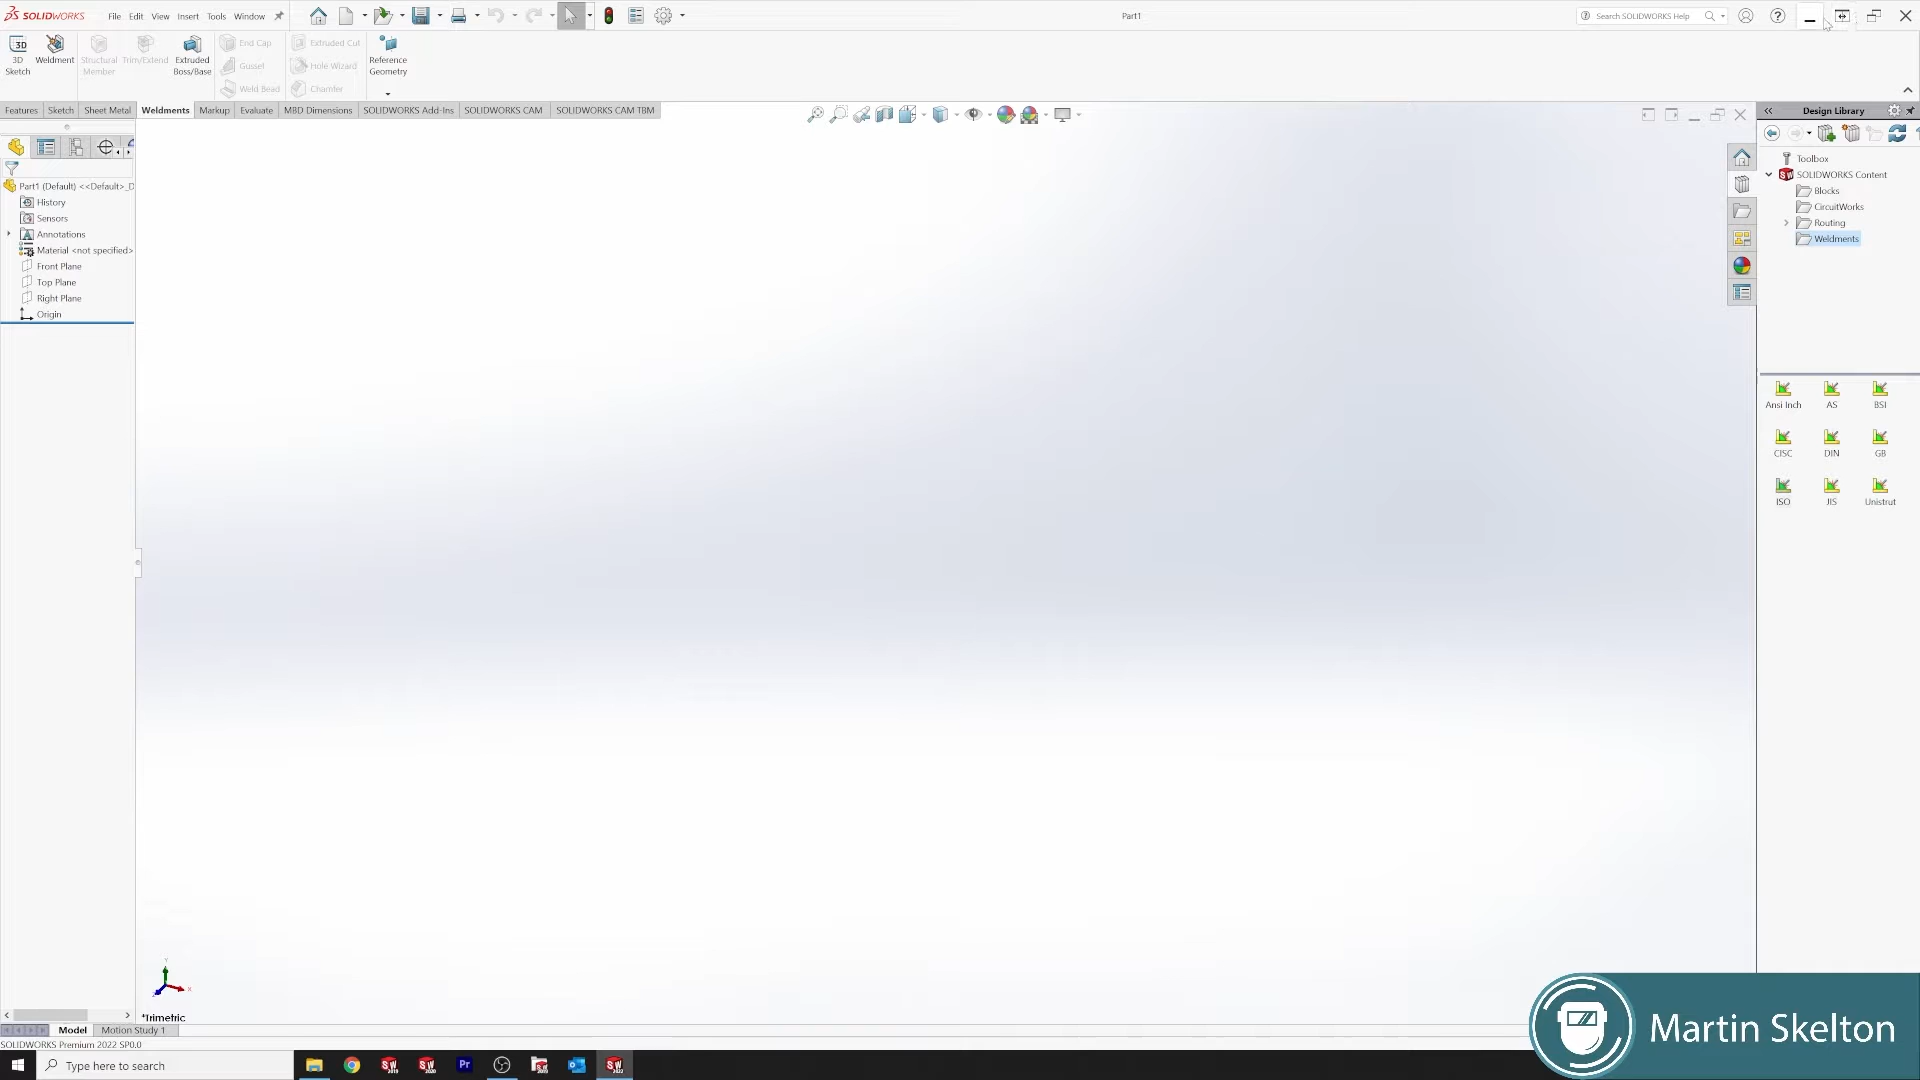 SOLIDWORKS File Edit View Insert Tools Window
Part1
Search SOLIDWORKS Help
3D Sketch
Weldment
Structural Member
Trim/Extend
Extruded Boss/Base
End Cap
Gusset
Weld Bead
Extruded Cut
Hole Wizard
Chamfer
Reference Geometry
Features Sketch Sheet Metal Weldments Markup Evaluate MBD Dimensions SOLIDWORKS Add-Ins SOLIDWORKS CAM SOLIDWORKS CAM TBM
Part1 (Default) <<Default>_D
History
Sensors
Annotations
Material <not specified>
Front Plane
Top Plane
Right Plane
Origin
Design Library
Toolbox
SOLIDWORKS Content
Blocks
CircuitWorks
Routing
Weldments
Ansi Inch AS BSI
CISC DIN GB
ISO JIS Unistrut
*Trimetric
Model Motion Study 1
SOLIDWORKS Premium 2022 SP0.0
Type here to search
Martin Skelton